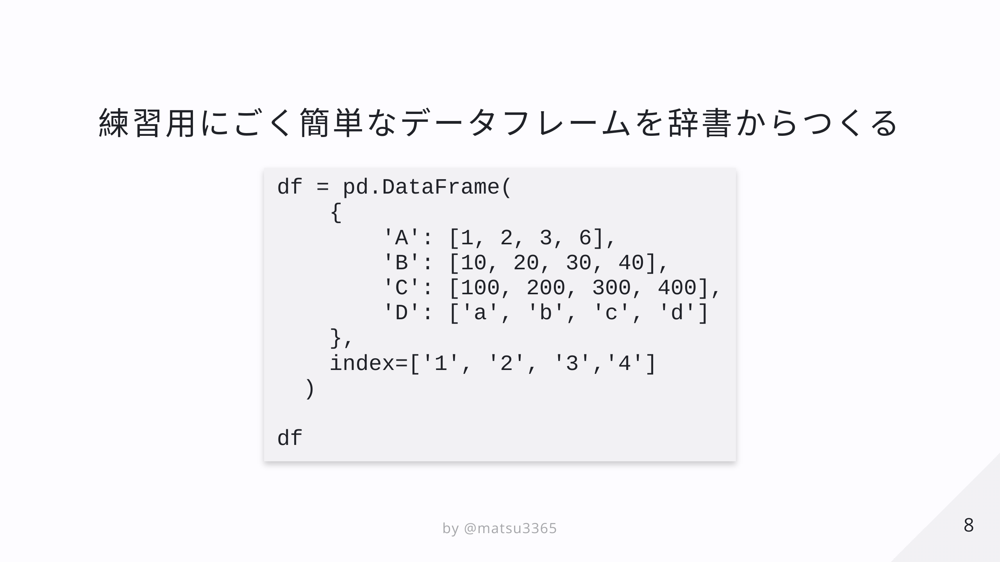 練習用にごく簡単なデータフレームを辞書からつくる
df = pd.DataFrame(
    {
        'A': [1, 2, 3, 6],
        'B': [10, 20, 30, 40],
        'C': [100, 200, 300, 400],
        'D': ['a', 'b', 'c', 'd']
    },
    index=['1', '2', '3','4']
  )
df
by @matsu3365
8